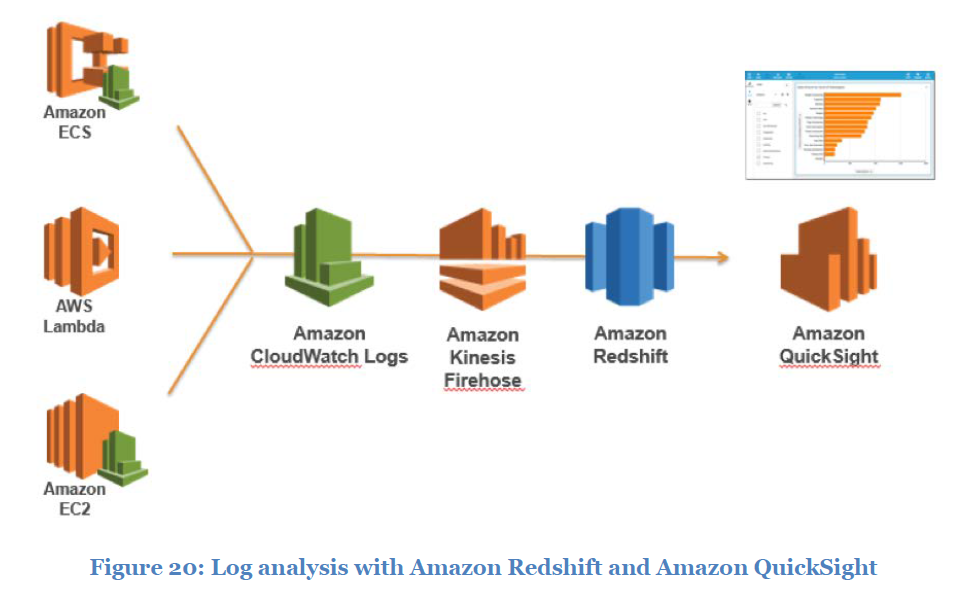 Amazon
ECS
AWS
Lambda
Amazon
EC2
Amazon
CloudWatch Logs
Amazon
Kinesis
Firehose
Amazon
Redshift
Amazon
QuickSight
Figure 20: Log analysis with Amazon Redshift and Amazon QuickSight